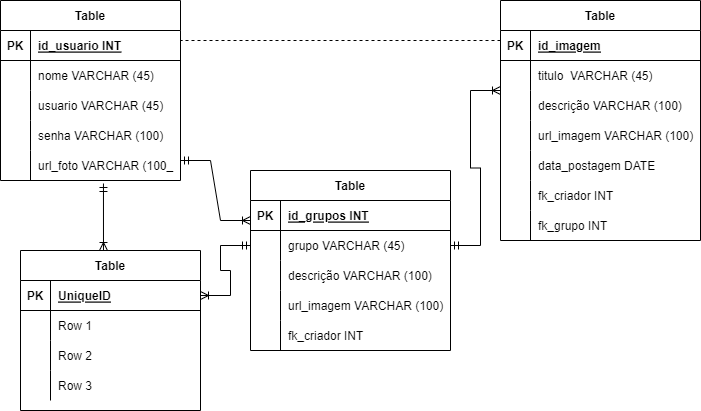 Table
PK id_usuario INT
nome VARCHAR (45)
usuario VARCHAR (45)
senha VARCHAR (100)
url_foto VARCHAR (100_
Table
PK id_imagem
titulo  VARCHAR (45)
descrição VARCHAR (100)
url_imagem VARCHAR (100)
data_postagem DATE
fk_criador INT
fk_grupo INT
Table
PK id_grupos INT
grupo VARCHAR (45)
descrição VARCHAR (100)
url_imagem VARCHAR (100)
fk_criador INT
Table
PK UniqueID
Row 1
Row 2
Row 3